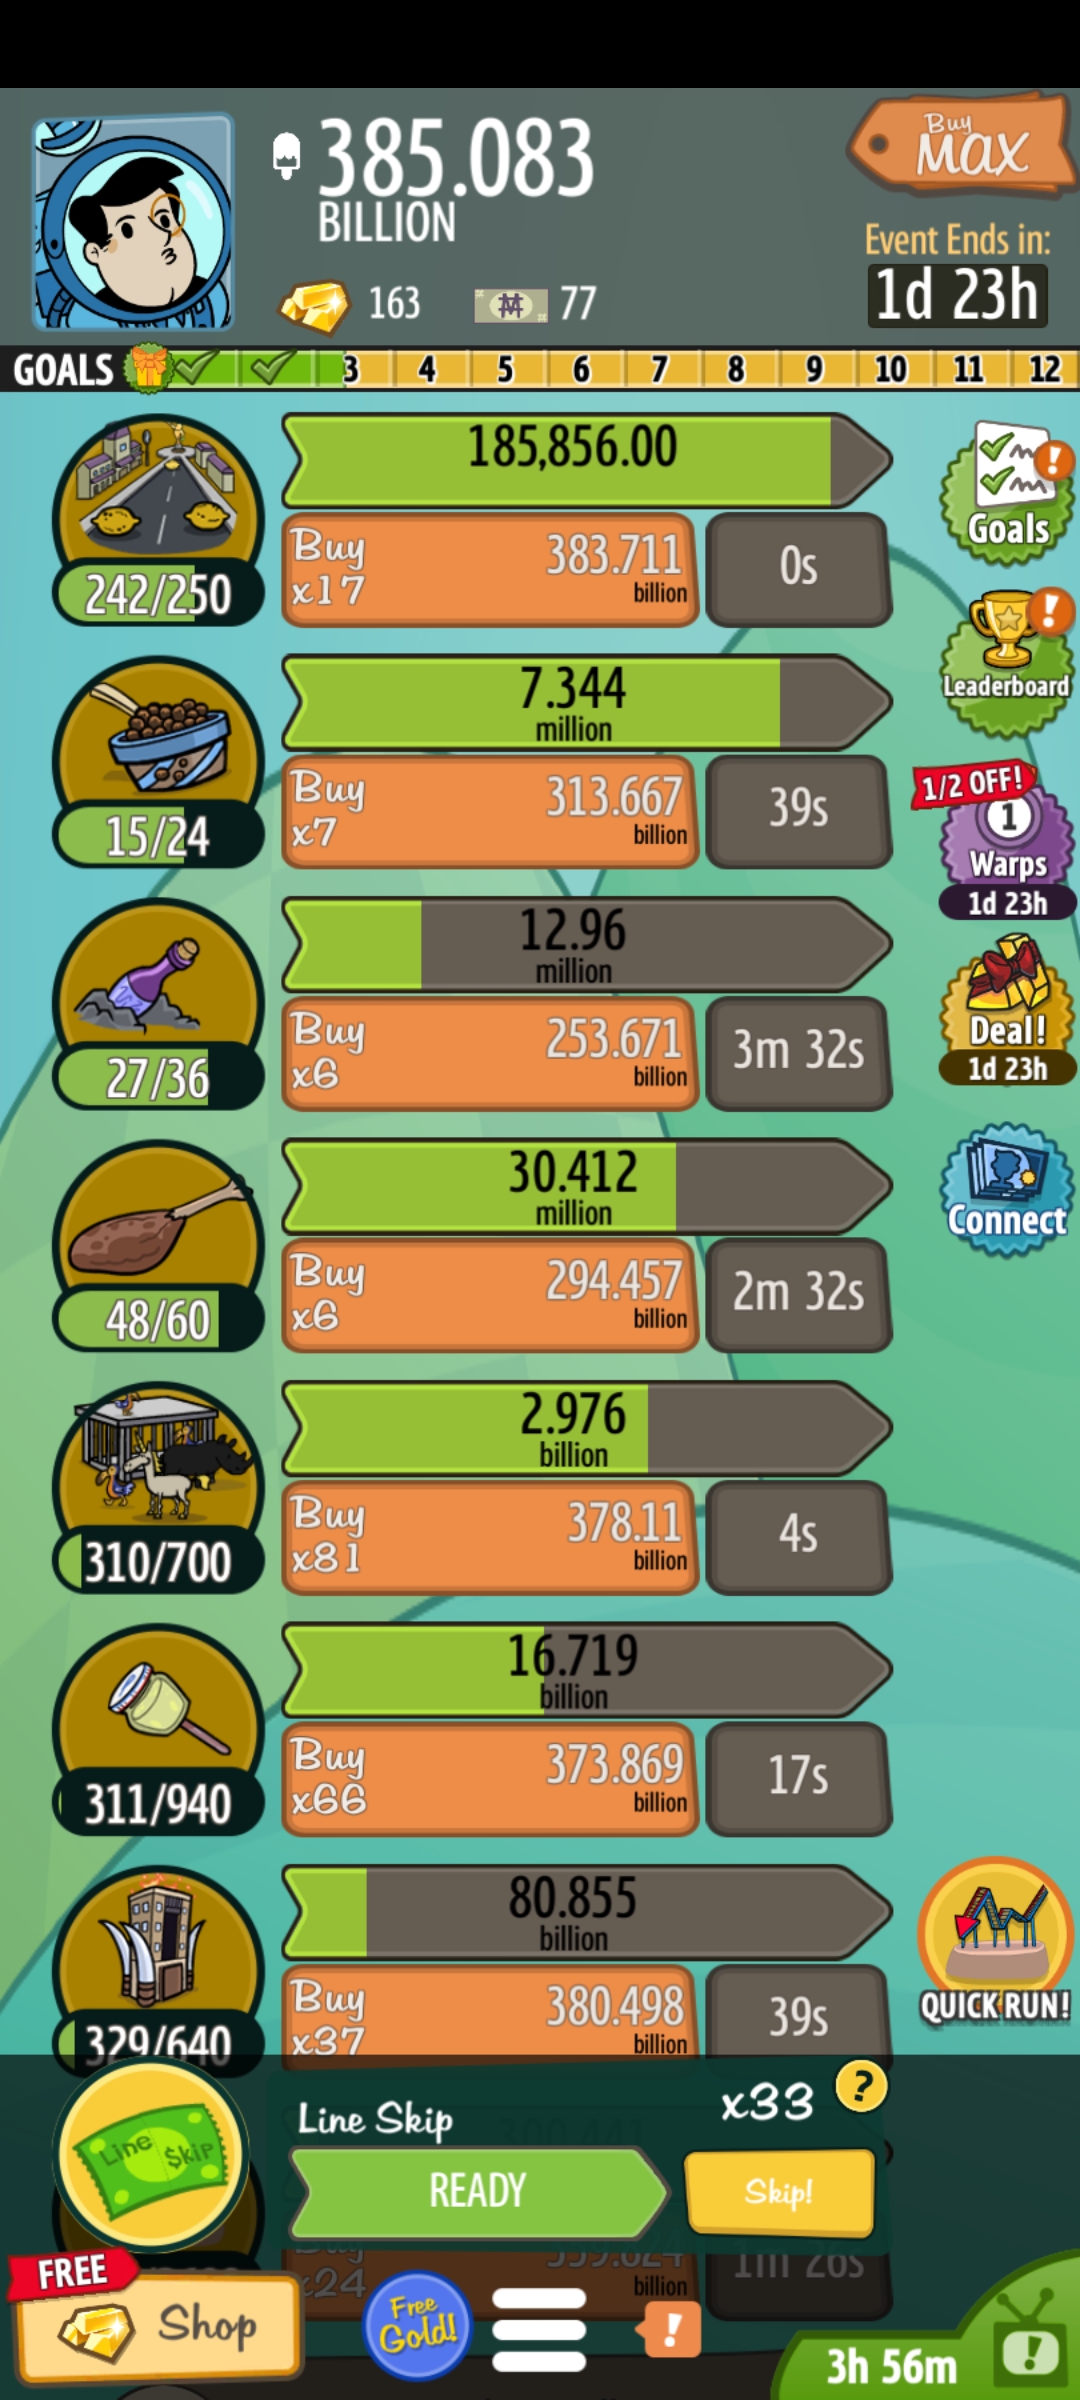 385.083
BILLION
Buy
MAX
Event Ends in:
1d 23h
163
77
GOALS
3 4 5 6 7 8 9 10 11 12
185,856.00
Buy
x17
383.711
billion
0s
242/250
Goals
7.344
million
Buy
x7
313.667
billion
39s
15/24
Leaderboard
1/2 OFF!
1
Warps
1d 23h
12.96
million
Buy
x6
253.671
billion
3m 32s
27/36
Deal!
1d 23h
30.412
million
Buy
x6
294.457
billion
2m 32s
48/60
Connect
2.976
billion
Buy
x81
378.11
billion
4s
310/700
16.719
billion
Buy
x66
373.869
billion
17s
311/940
80.855
billion
Buy
x37
380.498
billion
39s
329/640
QUICK RUN!
Line Skip
x33
?
Line $kip
READY
Skip!
Buy
x24
billion
1m 26s
FREE
Shop
Free
Gold!
!
3h 56m